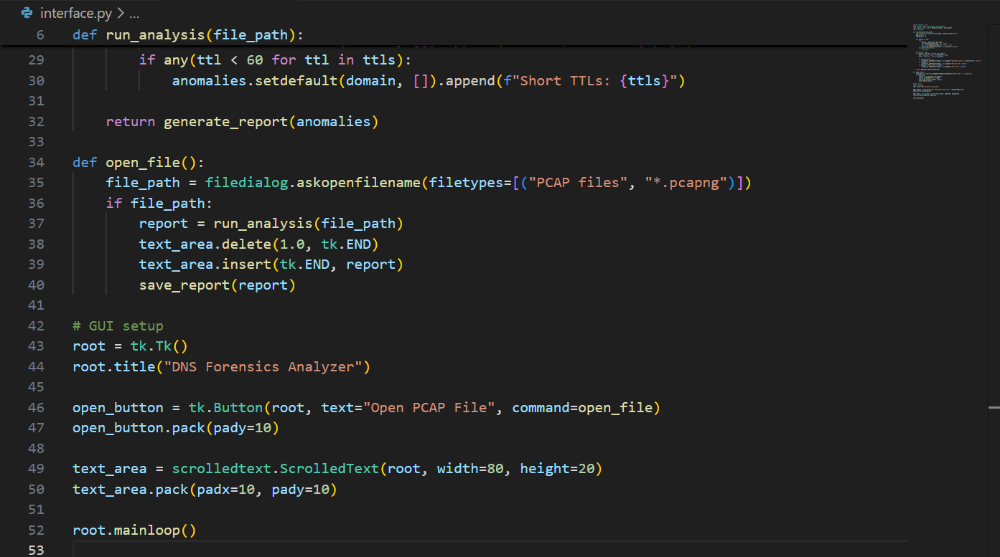 interface.py > ...
6 def run_analysis(file_path):
29 if any(ttl < 60 for ttl in ttls):
30 anomalies.setdefault(domain, []).append(f"Short TTLs: {ttls}")
31
32 return generate_report(anomalies)
33
34 def open_file():
35 file_path = filedialog.askopenfilename(filetypes=[("PCAP files", "*.pcapng")])
36 if file_path:
37 report = run_analysis(file_path)
38 text_area.delete(1.0, tk.END)
39 text_area.insert(tk.END, report)
40 save_report(report)
41
42 # GUI setup
43 root = tk.Tk()
44 root.title("DNS Forensics Analyzer")
45
46 open_button = tk.Button(root, text="Open PCAP File", command=open_file)
47 open_button.pack(pady=10)
48
49 text_area = scrolledtext.ScrolledText(root, width=80, height=20)
50 text_area.pack(padx=10, pady=10)
51
52 root.mainloop()
53